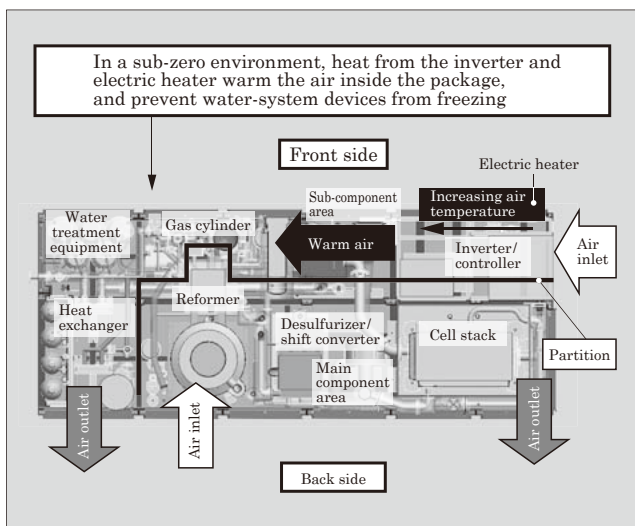 In a sub-zero environment, heat from the inverter and
electric heater warm the air inside the package,
and prevent water-system devices from freezing
Front side
Electric heater
Water
treatment
equipment
Gas cylinder
Sub-component
area
Increasing air
temperature
Warm air
Inverter/
controller
Air
inlet
Heat
exchanger
Reformer
Desulfurizer/
shift converter
Cell stack
Partition
Main
component
area
Air outlet
Air inlet
Air outlet
Back side